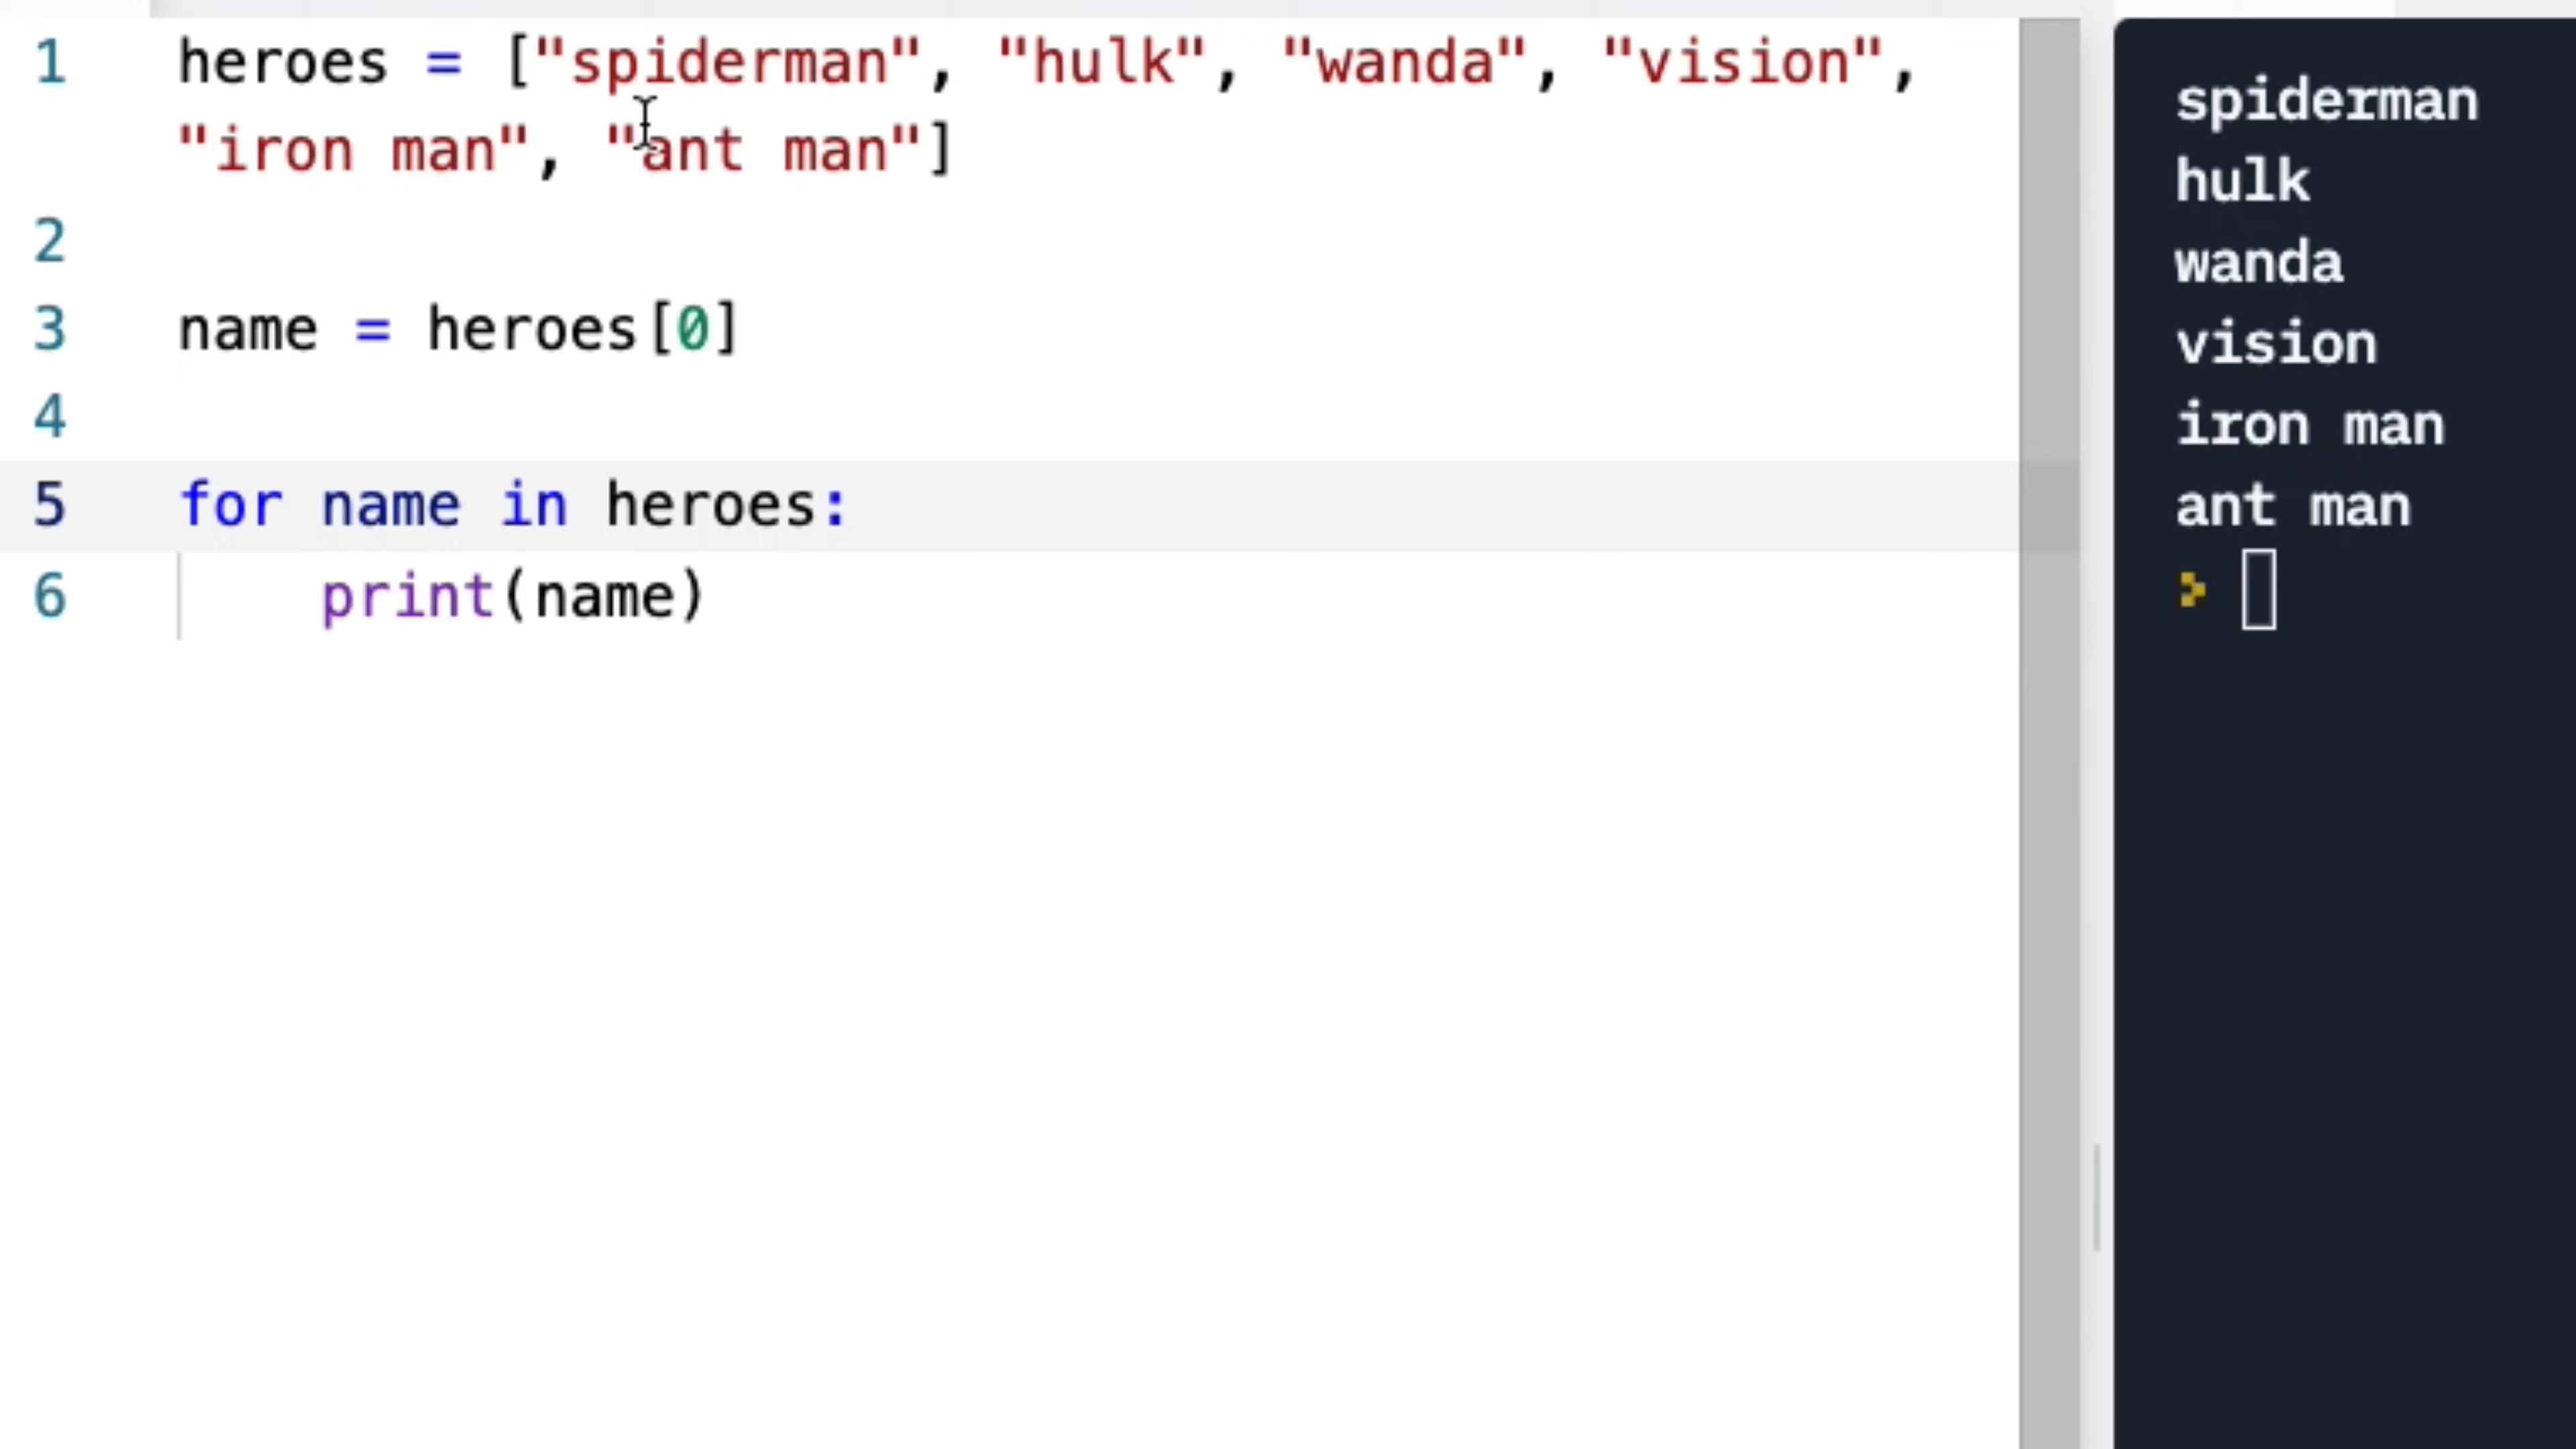 1 heroes = ["spiderman", "hulk", "wanda", "vision",
"iron man", "ant man"]
2
3 name = heroes[0]
4
5 for name in heroes:
6     print(name)
spiderman
hulk
wanda
vision
iron man
ant man